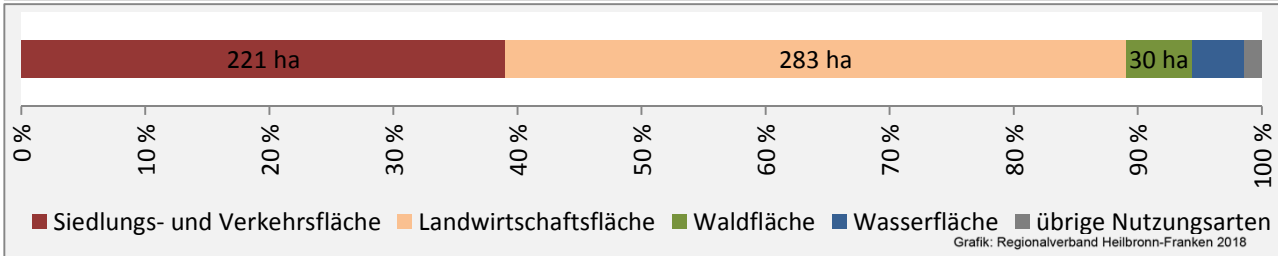 221 ha 283 ha 30 ha
0 % 10 % 20 % 30 % 40 % 50 % 60 % 70 % 80 % 90 % 100 %
Siedlungs- und Verkehrsfläche Landwirtschaftsfläche Waldfläche Wasserfläche übrige Nutzungsarten
Grafik: Regionalverband Heilbronn-Franken 2018